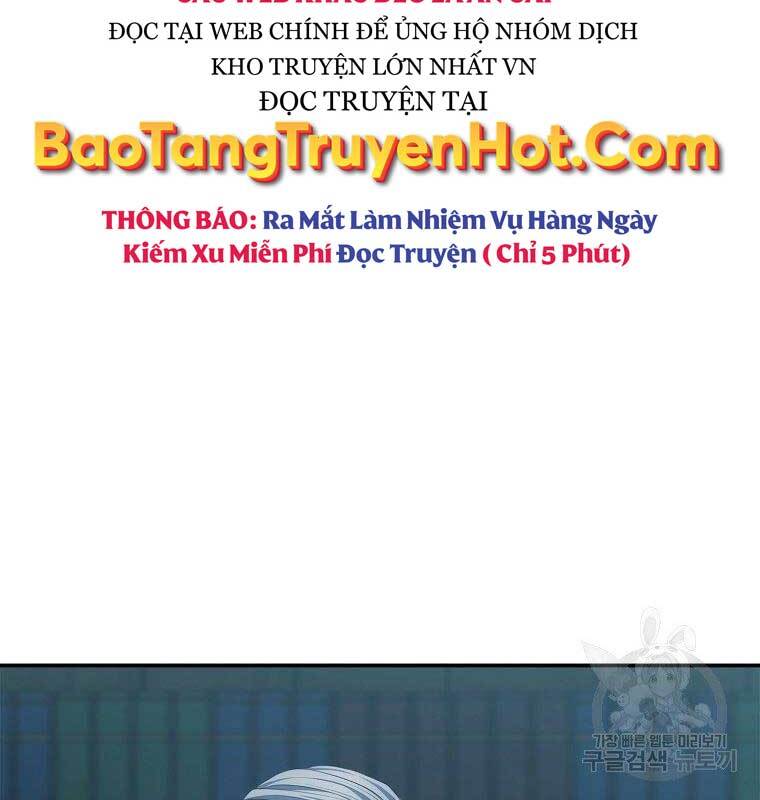 ĐỌC TẠI WEB CHÍNH ĐỂ ỦNG HỘ NHÓM DỊCH
KHO TRUYỆN LỚN NHẤT VN
ĐỌC TRUYỆN TẠI
BaoTangTruyenHot.Com
THÔNG BÁO: Ra Mắt Làm Nhiệm Vụ Hàng Ngày
Kiếm Xu Miễn Phí Đọc Truyện ( Chỉ 5 Phút)
가장 빠른 웹툰 미리보기
구글검색 뉴토끼